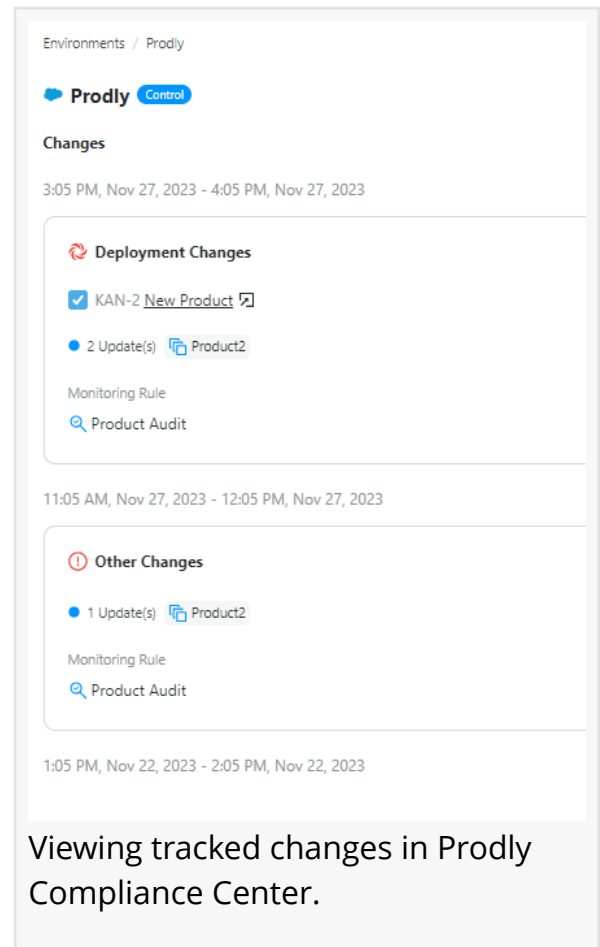 Environments / Prodly
Prodly Control
Changes
3:05 PM, Nov 27, 2023 - 4:05 PM, Nov 27, 2023
Deployment Changes
KAN-2 New Product
2 Update(s) Product2
Monitoring Rule
Product Audit
11:05 AM, Nov 27, 2023 - 12:05 PM, Nov 27, 2023
Other Changes
1 Update(s) Product2
Monitoring Rule
Product Audit
1:05 PM, Nov 22, 2023 - 2:05 PM, Nov 22, 2023
Viewing tracked changes in Prodly
Compliance Center.